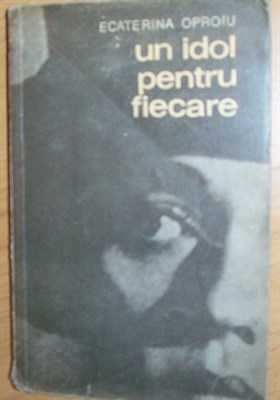 ECATERINA OPROIU
un idol
pentru
fiecare